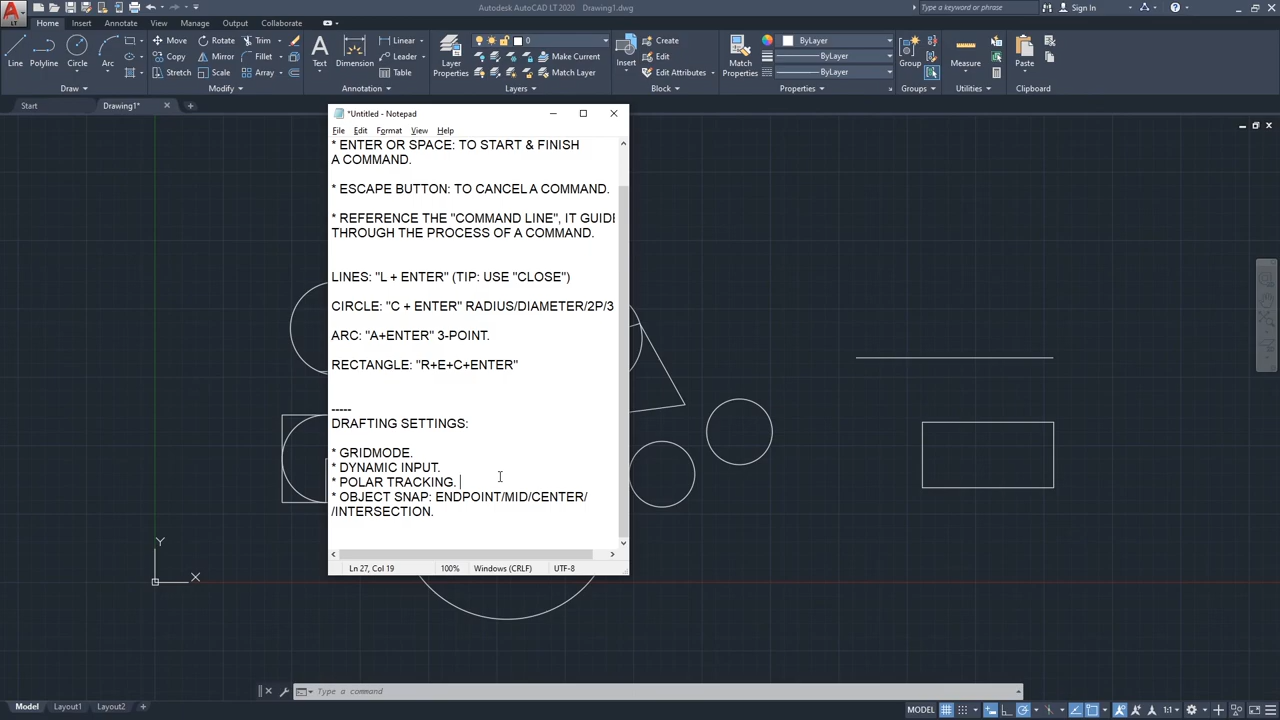 Autodesk AutoCAD LT 2020 Drawing1.dwg
Type a keyword or phrase
Sign In
LT
Home Insert Annotate View Manage Output Collaborate
Line Polyline Circle Arc
Move Rotate Trim
Copy Mirror Fillet
Stretch Scale Array
Text Dimension
Linear
Leader
Table
Layer
Properties
0
Make Current
Match Layer
Insert
Create
Edit
Edit Attributes
Match
Properties
ByLayer
ByLayer
ByLayer
Group
Measure
Paste
Draw Modify Annotation Layers Block Properties Groups Utilities Clipboard
Start Drawing1*
*Untitled - Notepad
File Edit Format View Help
* ENTER OR SPACE: TO START & FINISH
A COMMAND.
* ESCAPE BUTTON: TO CANCEL A COMMAND.
* REFERENCE THE "COMMAND LINE", IT GUIDE
THROUGH THE PROCESS OF A COMMAND.
LINES: "L + ENTER" (TIP: USE "CLOSE")
CIRCLE: "C + ENTER" RADIUS/DIAMETER/2P/3
ARC: "A+ENTER" 3-POINT.
RECTANGLE: "R+E+C+ENTER"
-----
DRAFTING SETTINGS:
* GRIDMODE.
* DYNAMIC INPUT.
* POLAR TRACKING.
* OBJECT SNAP: ENDPOINT/MID/CENTER/
/INTERSECTION.
Ln 27, Col 19 100% Windows (CRLF) UTF-8
Y
X
Type a command
Model Layout1 Layout2
MODEL 1:1